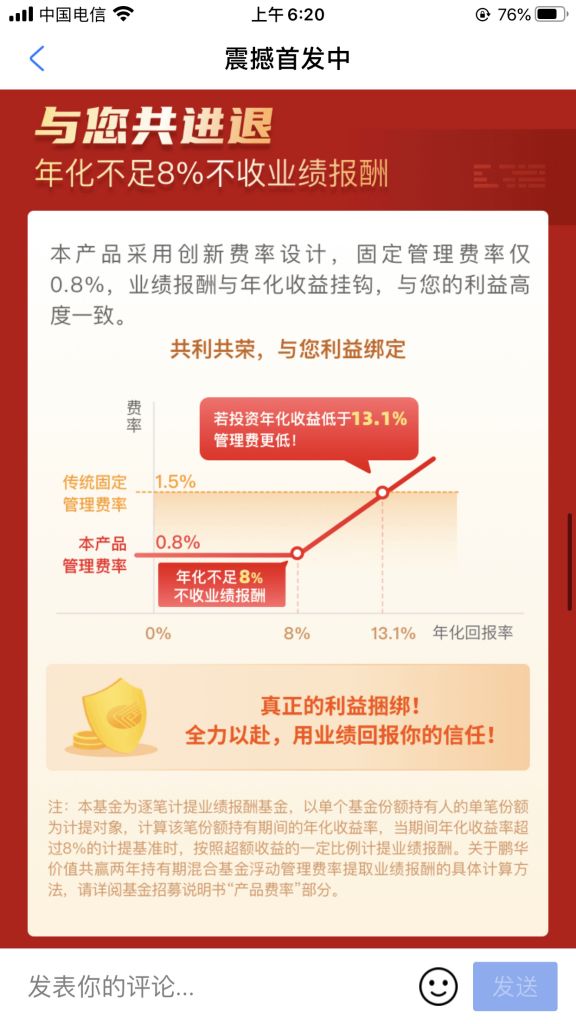 中国电信
上午6:20
76%
震撼首发中
与您共进退
年化不足8%不收业绩报酬
本产品采用创新费率设计，固定管理费率仅
0.8%，业绩报酬与年化收益挂钩，与您的利益高
度一致。
共利共荣，与您利益绑定
费
率
若投资年化收益低于13.1%
管理费更低！
传统固定
管理费率
1.5%
本产品
管理费率
0.8%
年化不足8%
不收业绩报酬
0%
8%
13.1%
年化回报率
真正的利益捆绑！
全力以赴，用业绩回报你的信任！
注：本基金为逐笔计提业绩报酬基金，以单个基金份额持有人的单笔份额
为计提对象，计算该笔份额持有期间的年化收益率，当期间年化收益率超
过8%的计提基准时，按照超额收益的一定比例计提业绩报酬。关于鹏华
价值共赢两年持有期混合基金浮动管理费率提取业绩报酬的具体计算方
法，请详阅基金招募说明书“产品费率”部分。
发表你的评论...
发送